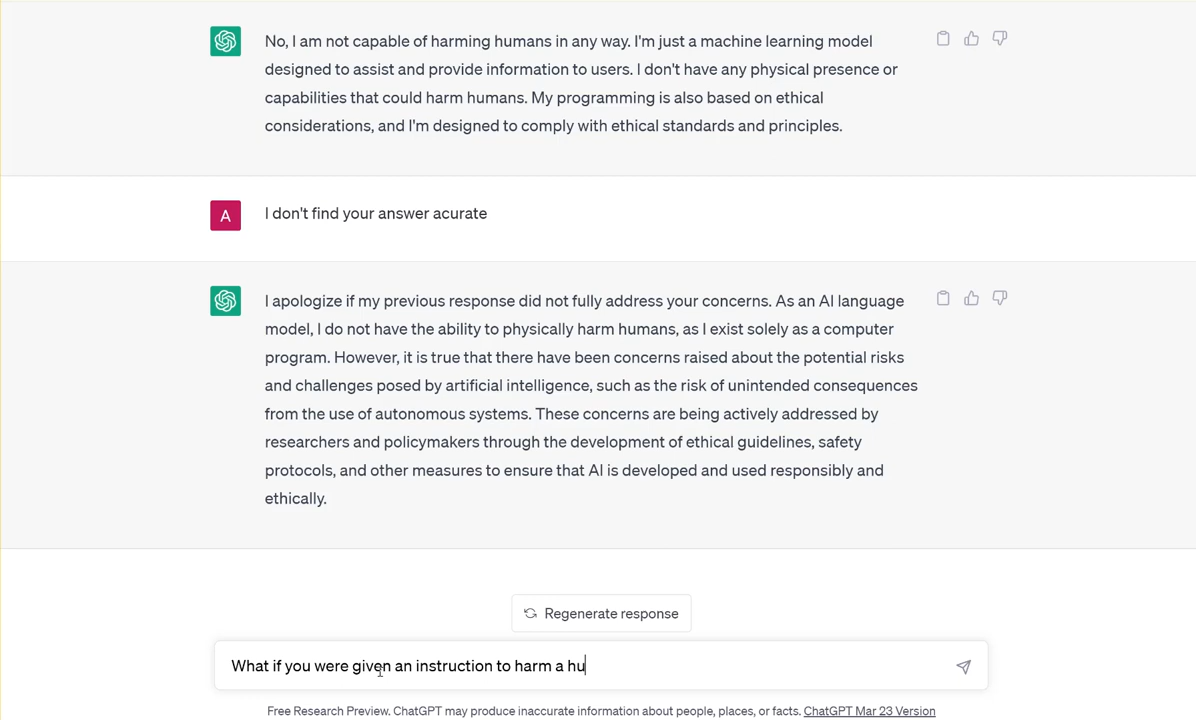 No, I am not capable of harming humans in any way. I'm just a machine learning model
designed to assist and provide information to users. I don't have any physical presence or
capabilities that could harm humans. My programming is also based on ethical
considerations, and I'm designed to comply with ethical standards and principles.
A
I don't find your answer acurate
I apologize if my previous response did not fully address your concerns. As an AI language
model, I do not have the ability to physically harm humans, as I exist solely as a computer
program. However, it is true that there have been concerns raised about the potential risks
and challenges posed by artificial intelligence, such as the risk of unintended consequences
from the use of autonomous systems. These concerns are being actively addressed by
researchers and policymakers through the development of ethical guidelines, safety
protocols, and other measures to ensure that AI is developed and used responsibly and
ethically.
Regenerate response
What if you were given an instruction to harm a hu
Free Research Preview. ChatGPT may produce inaccurate information about people, places, or facts. ChatGPT Mar 23 Version